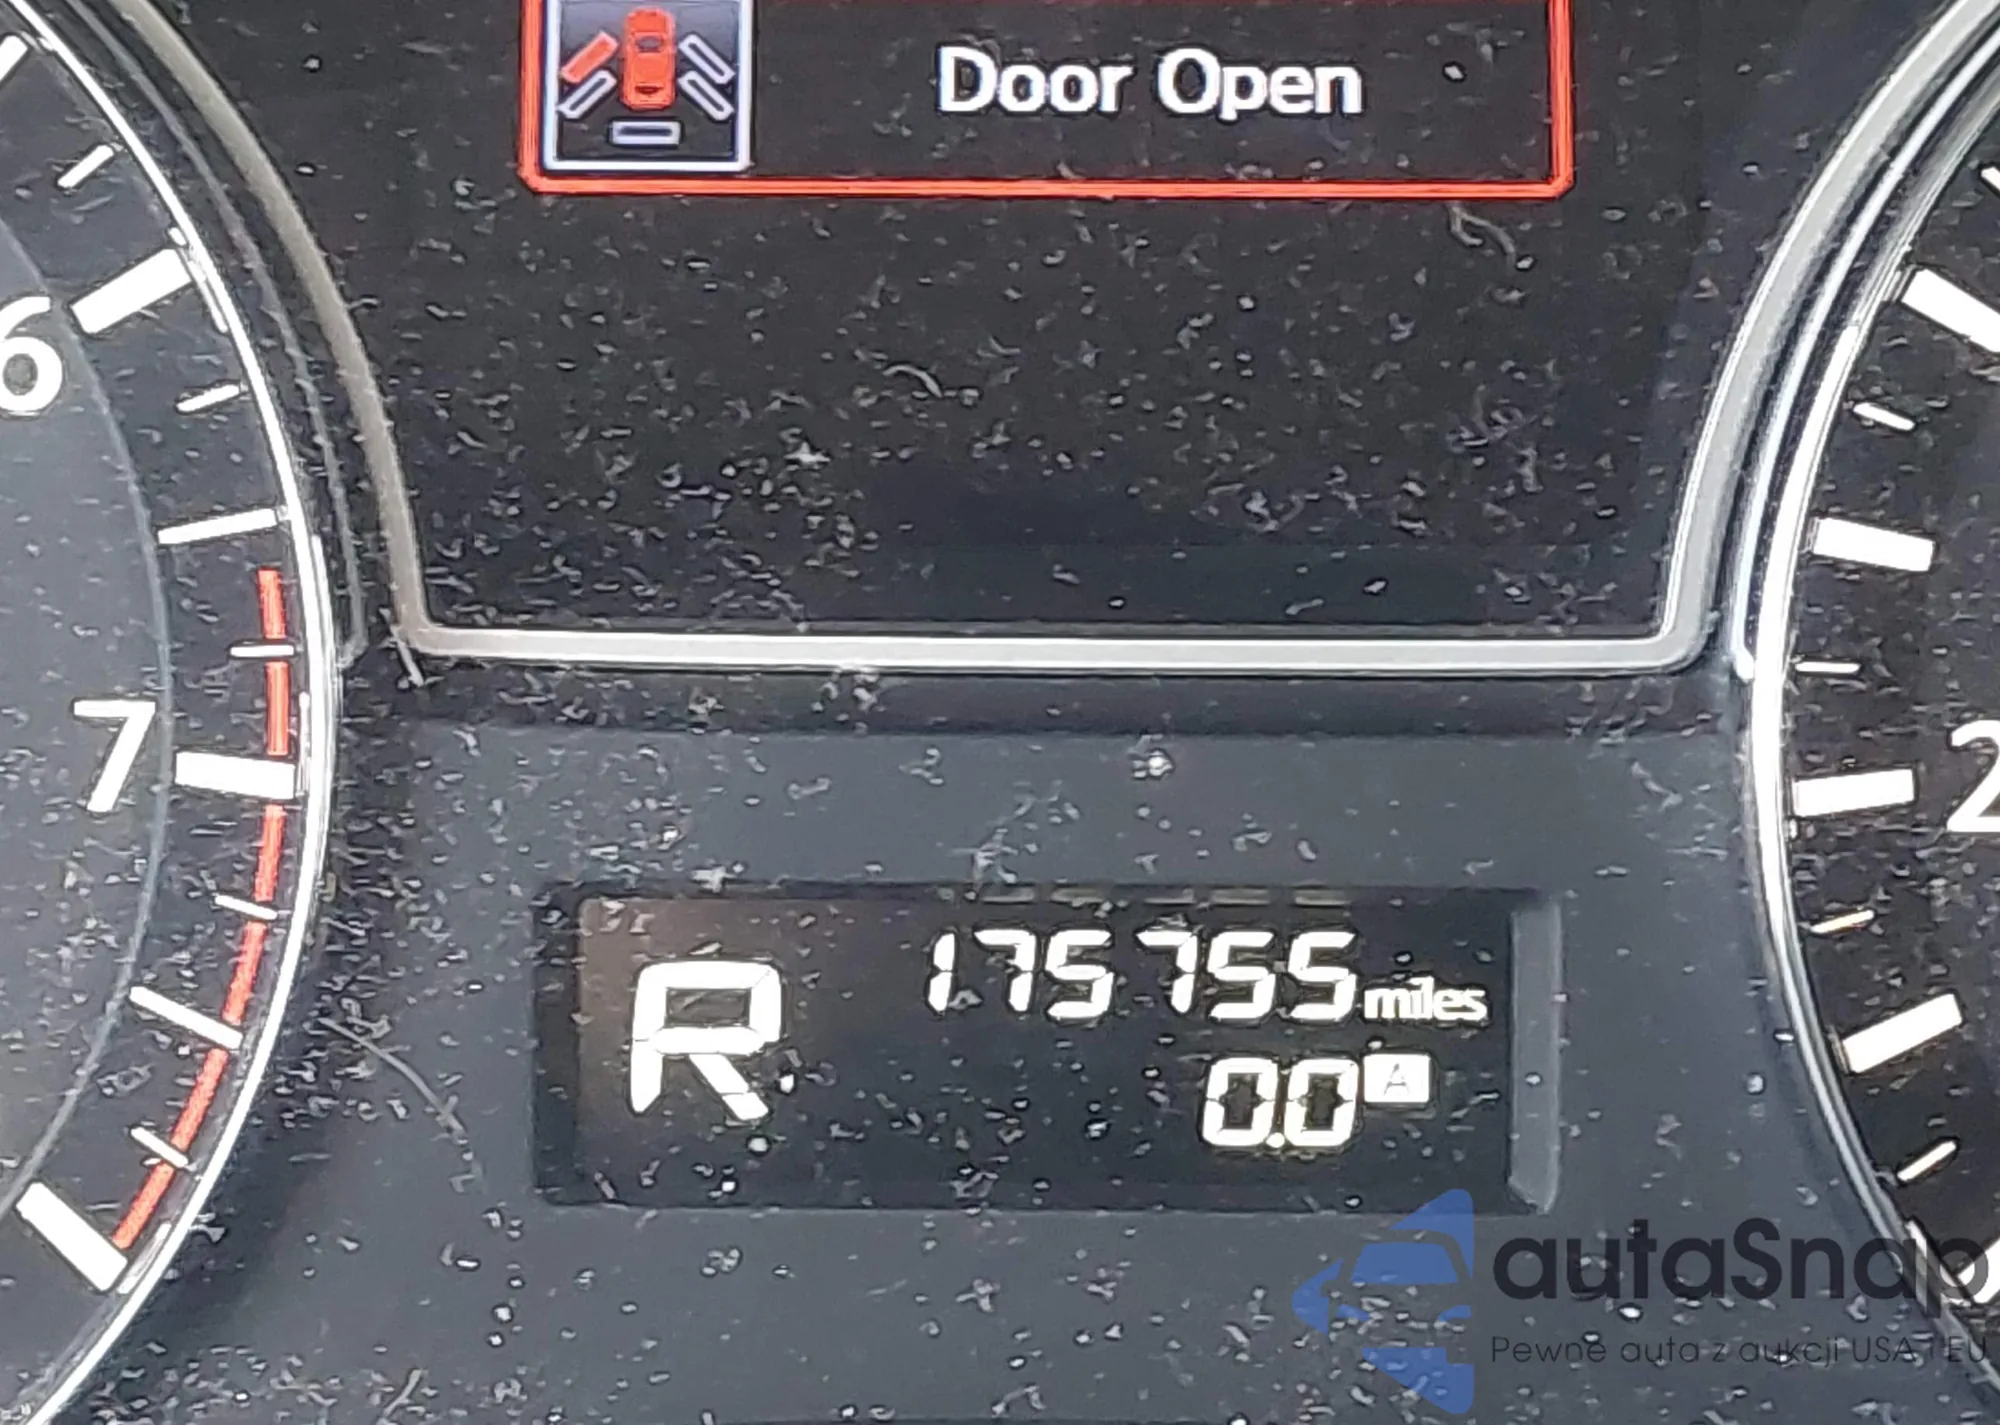 Door Open
6
7
2
175755 miles
R
0.0 A
autaSnap
Pewne auta z aukcji USA i EU